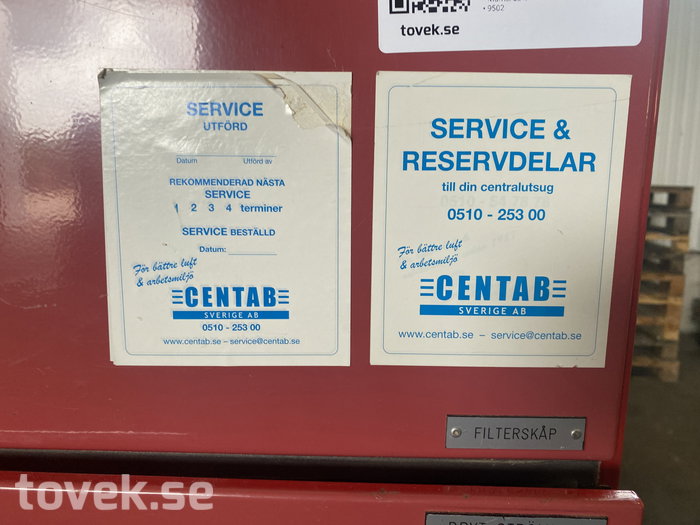 tovek.se
• 9502
SERVICE
UTFÖRD
Datum Utförd av
REKOMMENDERAD NÄSTA
SERVICE
1 2 3 4 terminer
SERVICE BESTÄLLD
Datum:
För bättre luft
& arbetsmiljö
CENTAB
SVERIGE AB
0510 - 253 00
www.centab.se – service@centab.se
SERVICE &
RESERVDELAR
till din centralutsug
0510 - 253 00
För bättre luft
& arbetsmiljö
CENTAB
SVERIGE AB
www.centab.se – service@centab.se
FILTERSKÅP
tovek.se